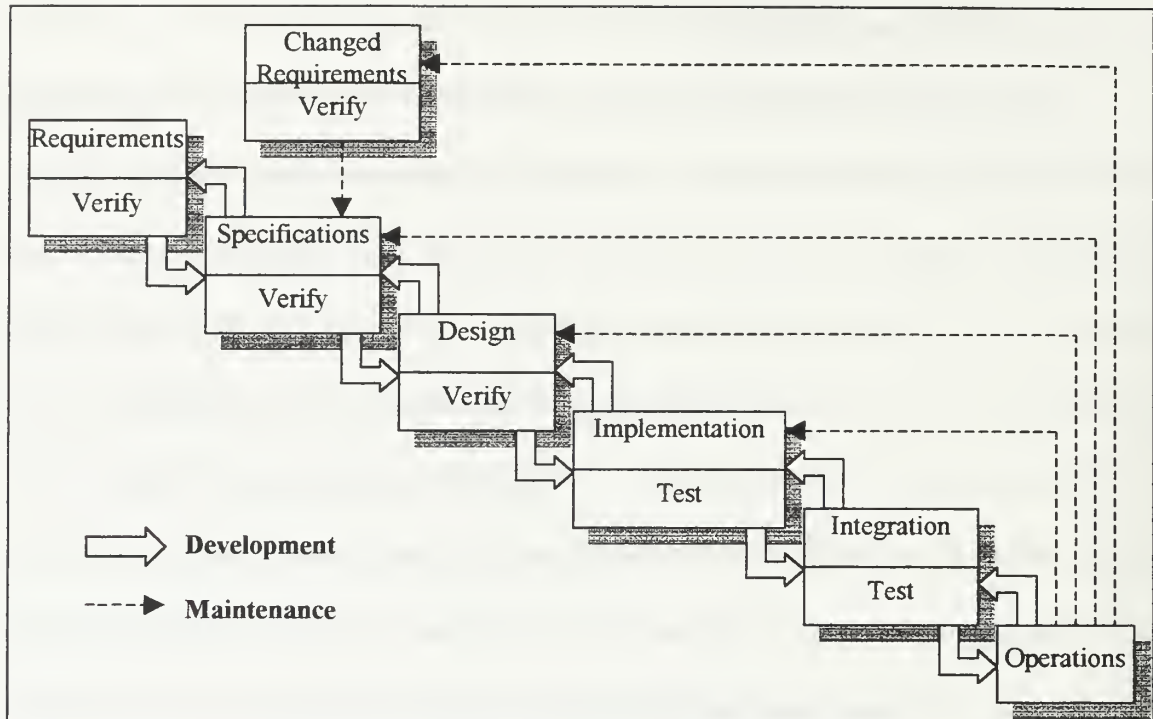 Changed
Requirements
Verify
Requirements
Verify
Specifications
Verify
Design
Verify
Implementation
Test
Integration
Test
Operations
Development
Maintenance